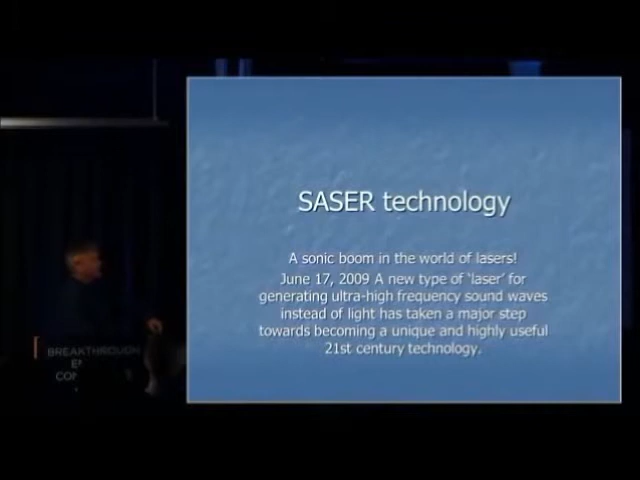 SASER technology
A sonic boom in the world of lasers!
June 17, 2009 A new type of ‘laser’ for
generating ultra-high frequency sound waves
instead of light has taken a major step
towards becoming a unique and highly useful
21st century technology.
BREAKTHROUGH